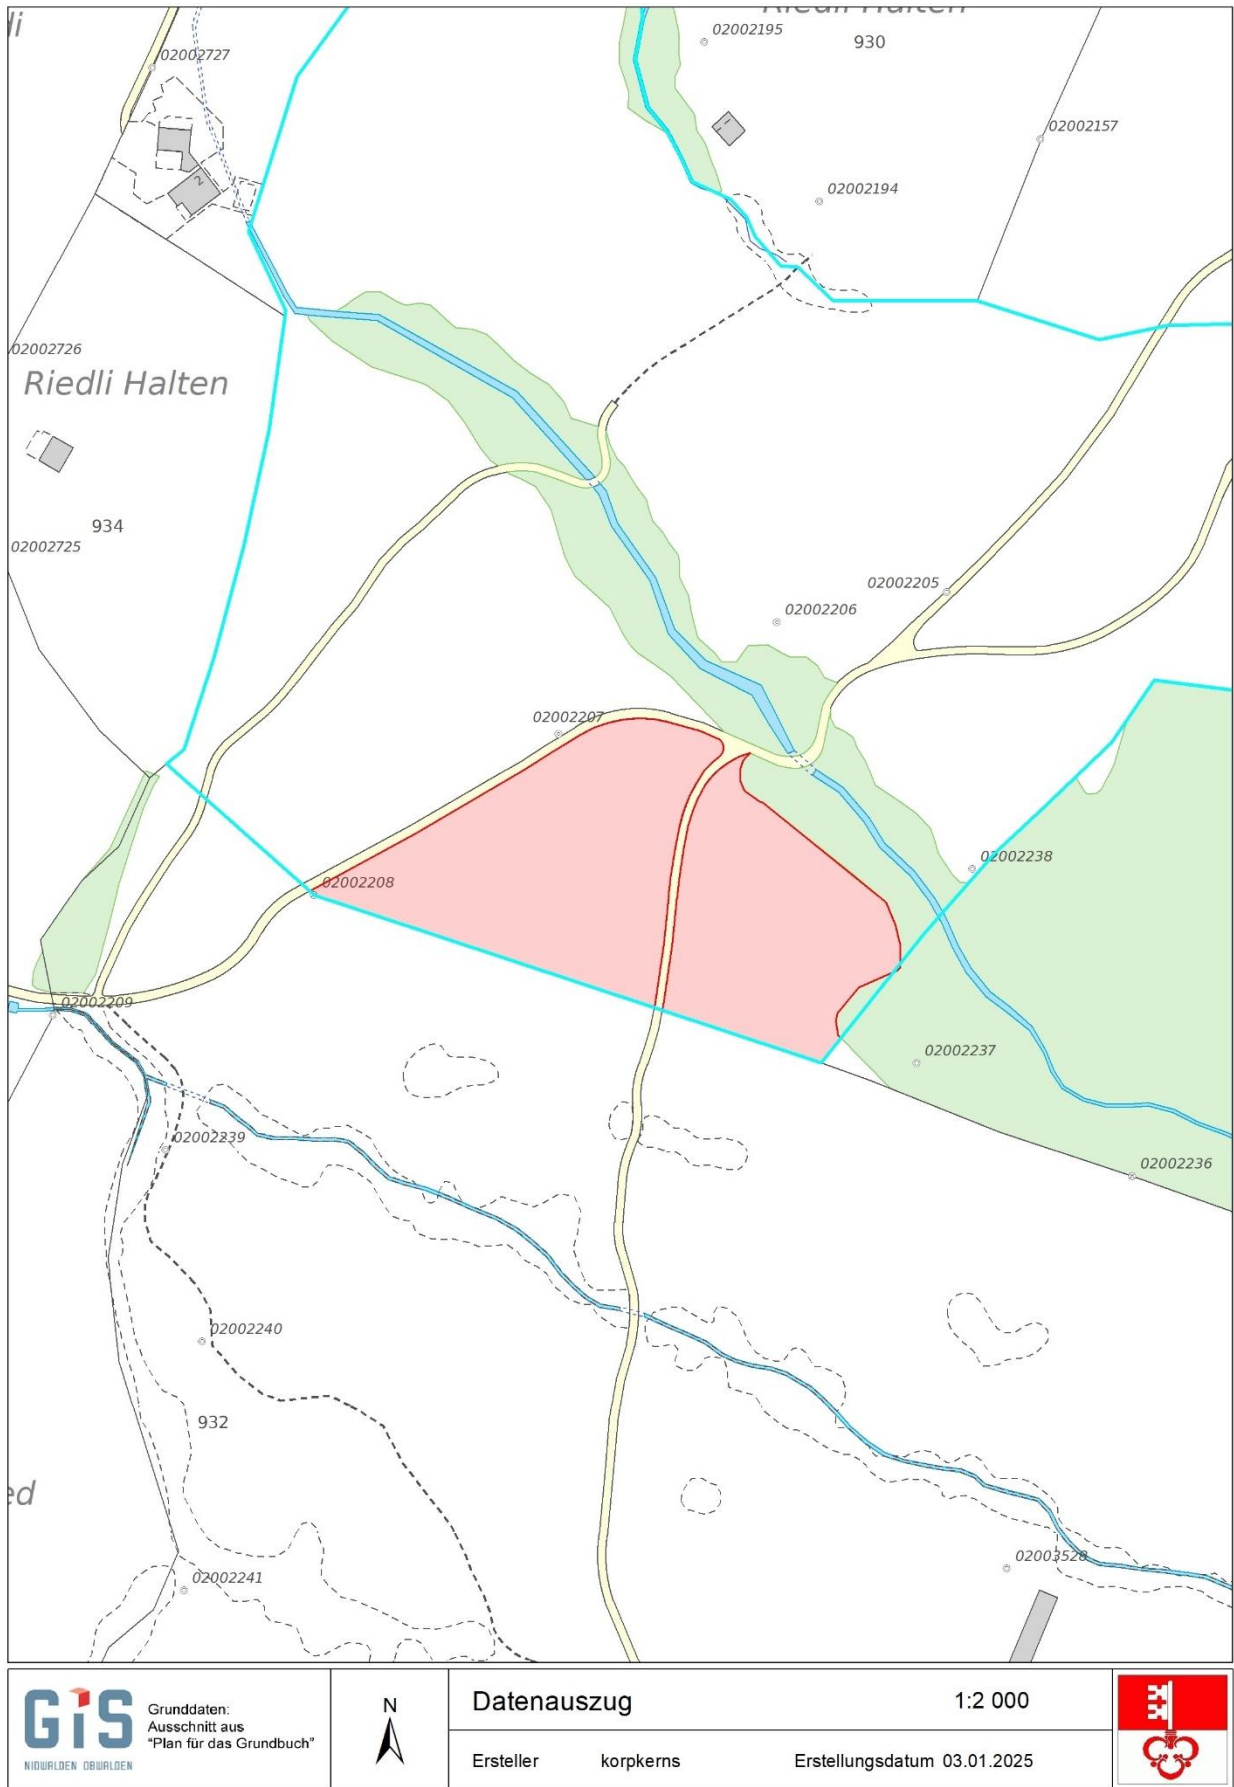 Riedli Halten
02002195
930
02002727
02002157
2
02002194
02002726
Riedli Halten
934
02002725
02002205
02002206
02002207
02002238
02002208
02002209
02002237
02002239
02002236
02002240
932
02003528
02002241
GiS
NIDWALDEN OBWALDEN
Grunddaten:
Ausschnitt aus
"Plan für das Grundbuch"
N
Datenauszug 1:2 000
Ersteller korpkerns Erstellungsdatum 03.01.2025